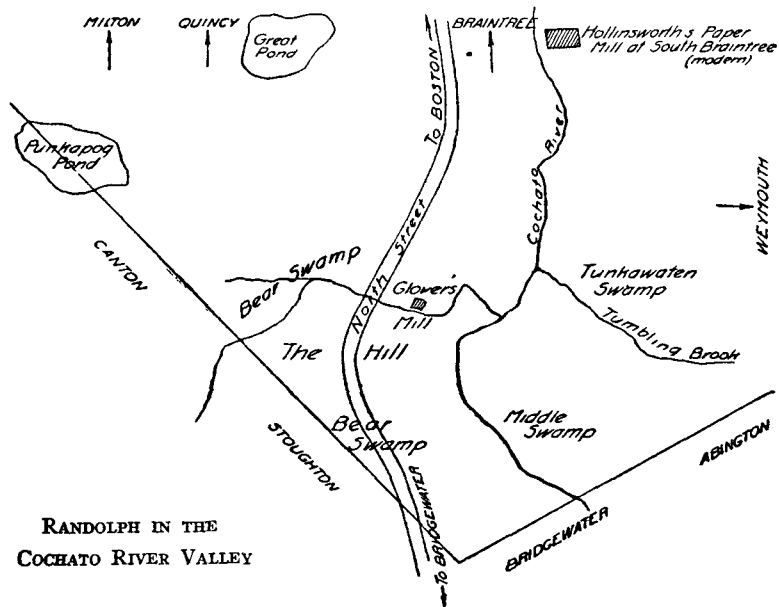 MILTON
QUINCY
Great
Pond
To BOSTON
BRAINTREE
Hollinsworth's Paper
Mill at South Braintree
(modern)
Punkapog
Pond
Cochato River
WEYMOUTH
CANTON
Bear Swamp
North Street
Glover's
Mill
Tunkawaten
Swamp
Tumbling Brook
The Hill
Bear
Swamp
Middle
Swamp
STOUGHTON
ABINGTON
To BRIDGEWATER
BRIDGEWATER
RANDOLPH IN THE
COCHATO RIVER VALLEY